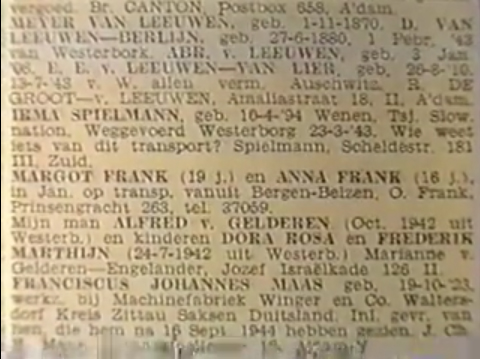 vergoed. Br. CANTON, Postbox 658, A'dam.
MEYER VAN LEEUWEN, geb. 1-11-1870. D. VAN
LEEUWEN—BERLIJN, geb. 27-6-1880, 1 Febr. '43
van Westerbork. ABR. v. LEEUWEN, geb. 3 Jan.
'06. E. E. v. LEEUWEN—VAN LIER, geb. 26-8-'10,
13-7-'43 v. W. allen verm. Auschwitz. R. DE
GROOT—v. LEEUWEN, Amaliastraat 18, II, A'dam.
IRMA SPIELMANN, geb. 10-4-'94 Wenen, Tsj. Slow.
nation. Weggevoerd Westerborg 23-3-'43. Wie weet
iets van dit transport? Spielmann, Scheldestr. 181
III, Zuid.
MARGOT FRANK (19 j.) en ANNA FRANK (16 j.),
in Jan. op transp. vanuit Bergen-Belzen, O. Frank,
Prinsengracht 263, tel. 37059.
Mijn man ALFRED v. GELDEREN (Oct. 1942 uit
Westerb.) en kinderen DORA ROSA en FREDERIK
MARTHIJN (24-7-1942 uit Westerb.) Marianne v.
Gelderen—Engelander, Jozef Israëlkade 126 II.
FRANCISCUS JOHANNES MAAS geb. 19-10-'23,
werkz. bij Machinefabriek Winger en Co. Walters-
dorf Kreis Zittau Saksen Duitsland. Inl. gevr. van
hen, die hem na 16 Sept. 1944 hebben gezien. J. Ch.